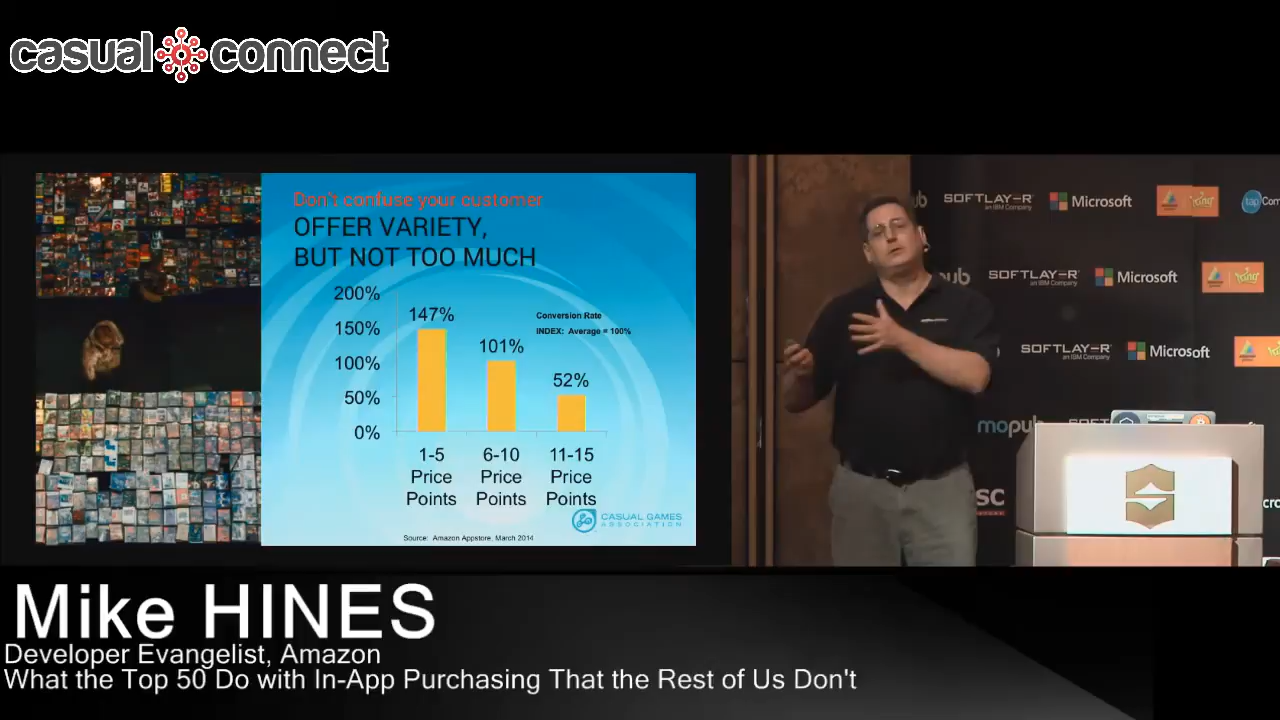 casual connect
Don't confuse your customer
OFFER VARIETY,
BUT NOT TOO MUCH
200%
150%
100%
50%
0%
147%
101%
52%
Conversion Rate
INDEX: Average = 100%
1-5
Price
Points
6-10
Price
Points
11-15
Price
Points
CASUAL GAMES
ASSOCIATION
Source: Amazon Appstore, March 2014
SOFTLAYER
an IBM Company
Microsoft
King
tap
SOFTLAYER
an IBM Company
Microsoft
King
SOFTLAYER
an IBM Company
Microsoft
mopub
Mike HINES
Developer Evangelist, Amazon
What the Top 50 Do with In-App Purchasing That the Rest of Us Don't